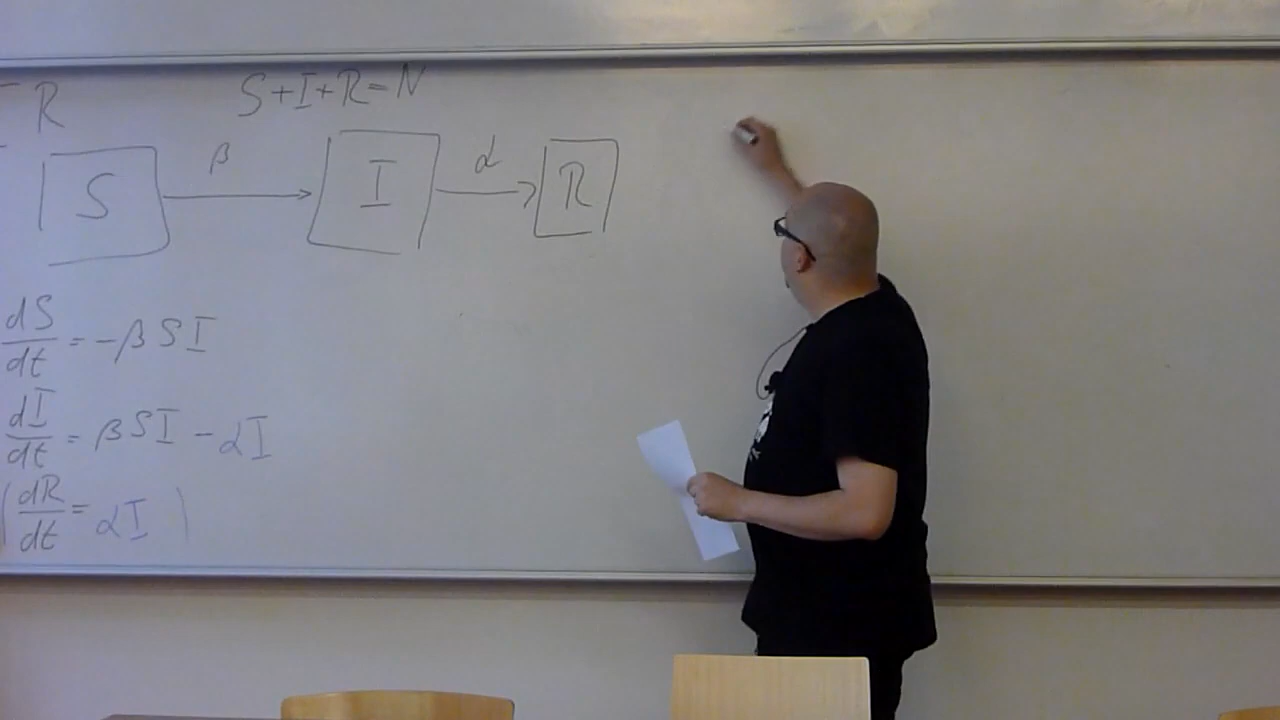 R
S+I+R=N
S β I α R
dS/dt = -βSI
dI/dt = βSI - αI
(dR/dt = αI)